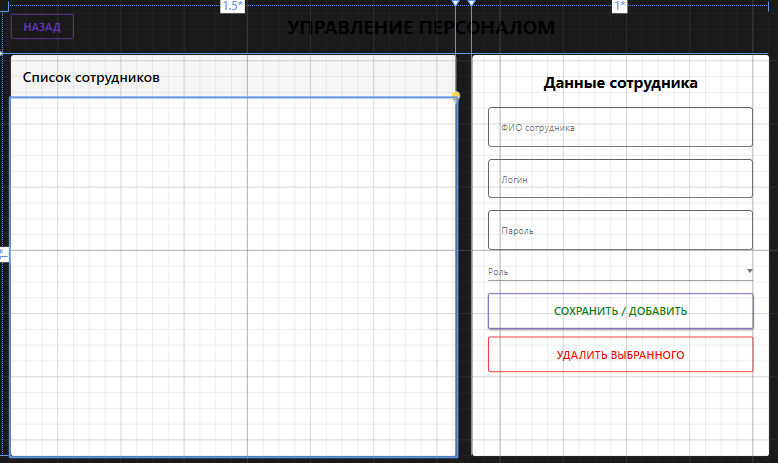 1.5*
1*
НАЗАД
УПРАВЛЕНИЕ ПЕРСОНАЛОМ
Список сотрудников
Данные сотрудника
ФИО сотрудника
Логин
Пароль
1*
Роль
СОХРАНИТЬ / ДОБАВИТЬ
УДАЛИТЬ ВЫБРАННОГО